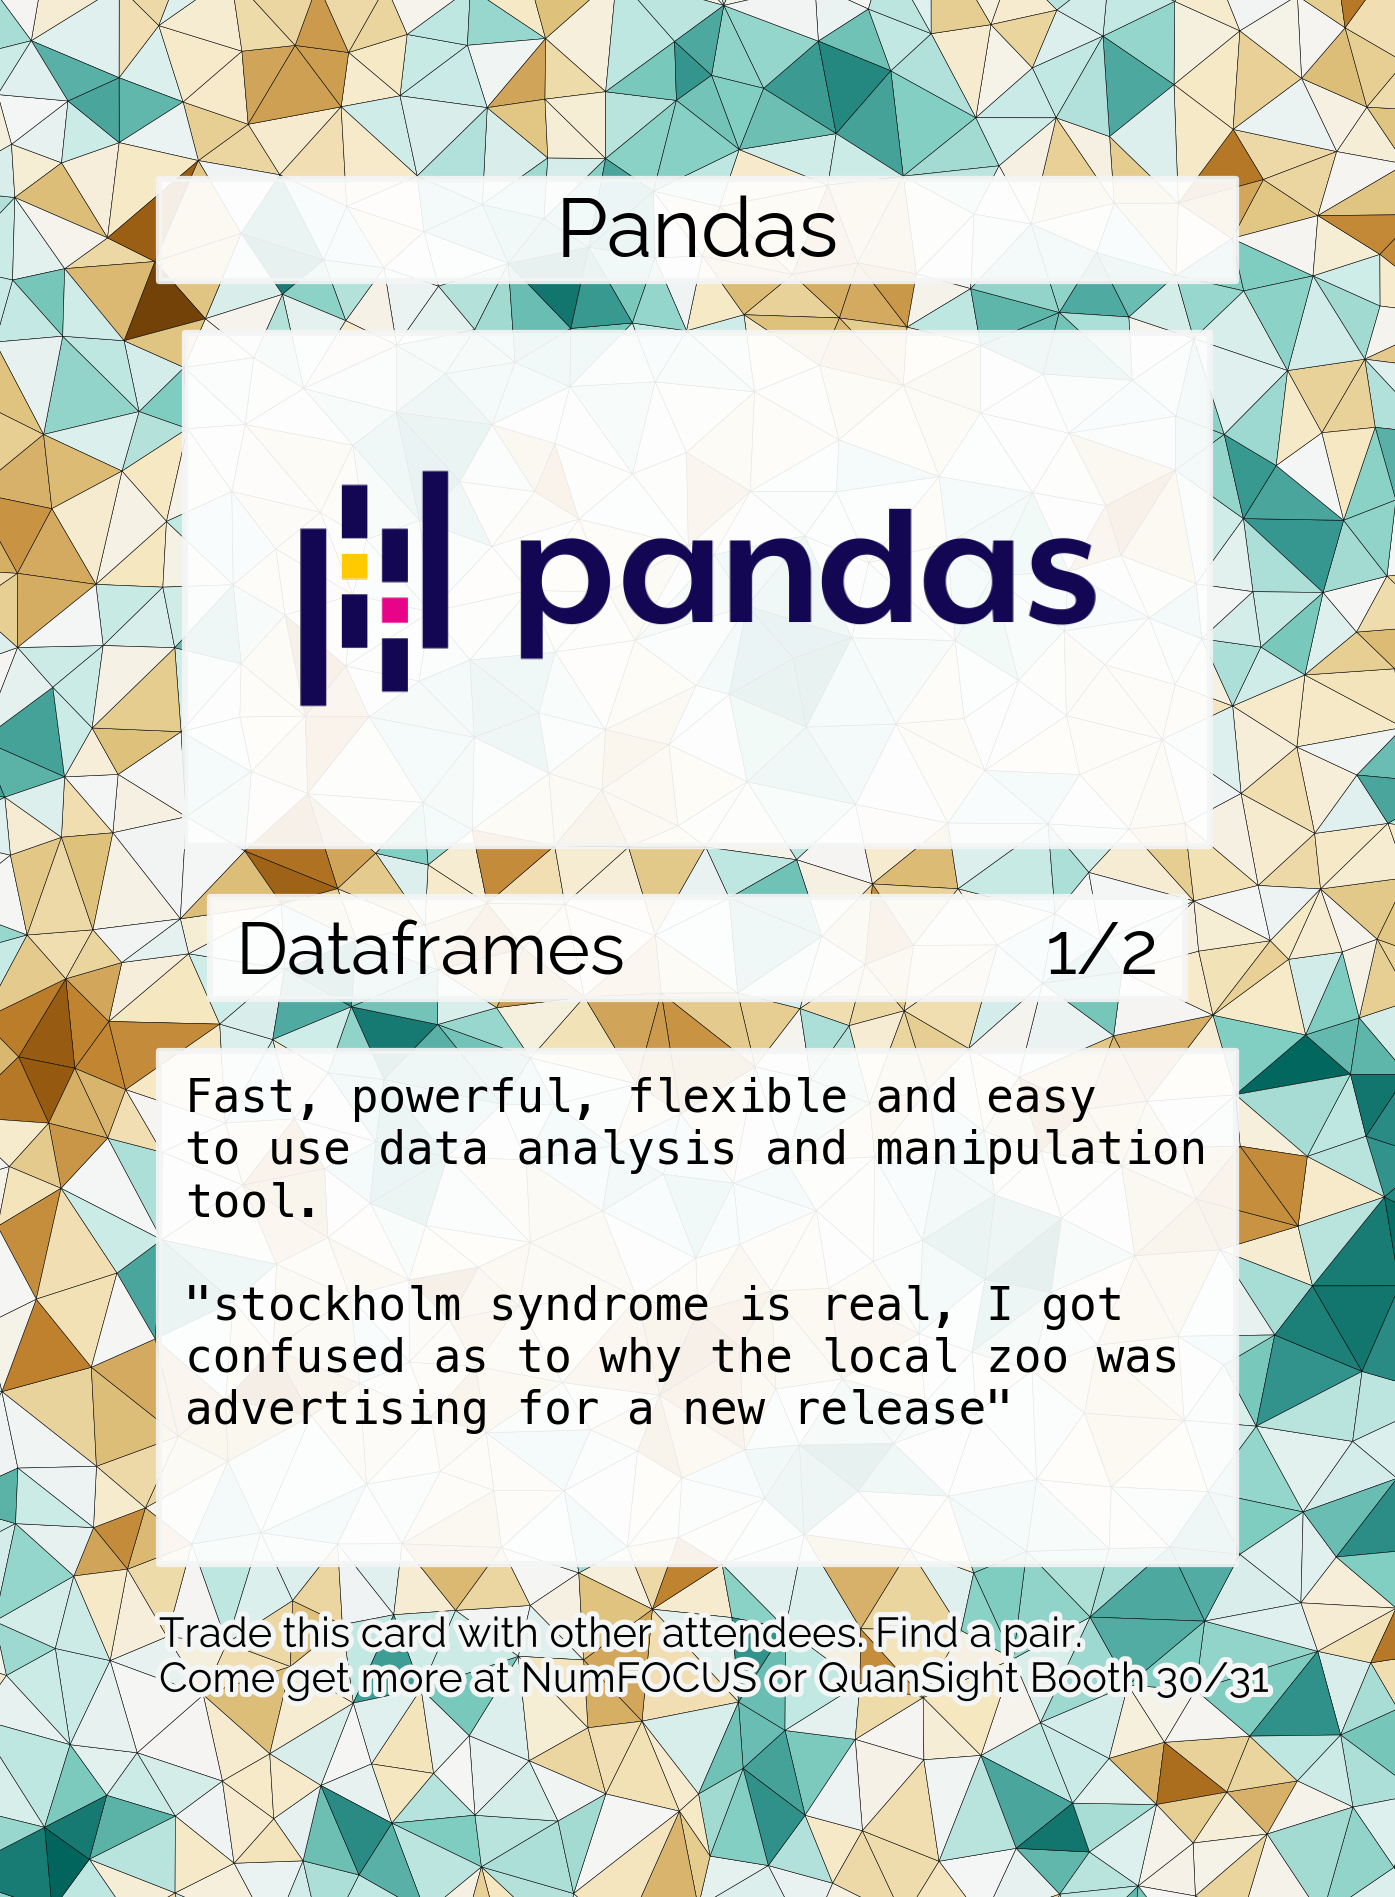 Pandas
pandas
Dataframes 1/2
Fast, powerful, flexible and easy
to use data analysis and manipulation
tool.
"stockholm syndrome is real, I got
confused as to why the local zoo was
advertising for a new release"
Trade this card with other attendees. Find a pair.
Come get more at NumFOCUS or QuanSight Booth 30/31